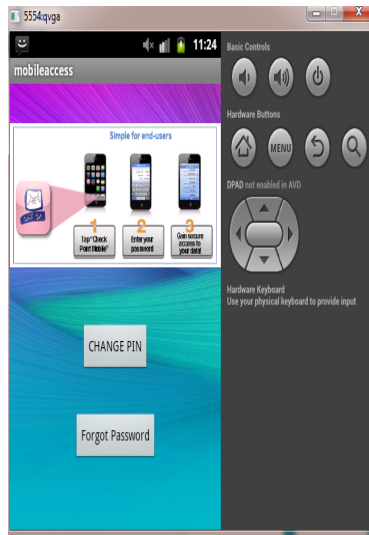 5554:qvga
11:24
mobileaccess
Simple for end-users
1
2
3
Tap "Check
Point Mobile"
Enter your
password
Gain secure
access to
your data!
CHANGE PIN
Forgot Password
Basic Controls
Hardware Buttons
MENU
DPAD not enabled in AVD
Hardware Keyboard
Use your physical keyboard to provide input